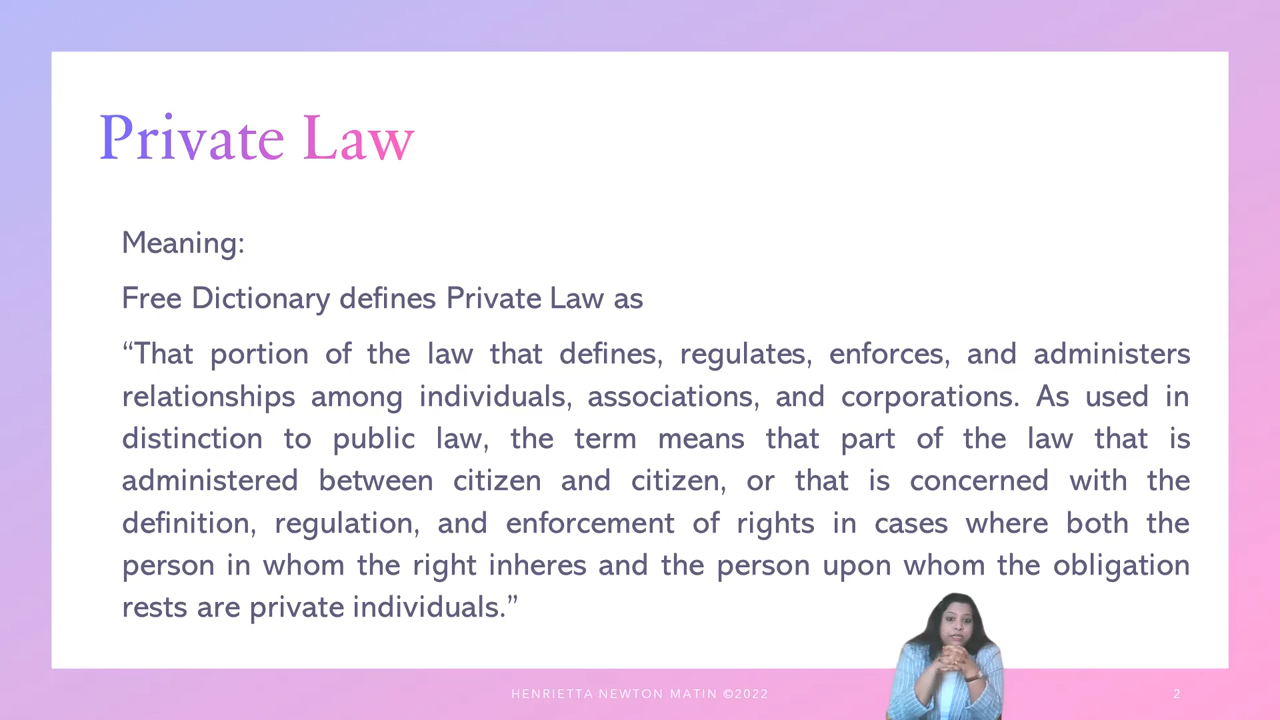 Private Law
Meaning:
Free Dictionary defines Private Law as
“That portion of the law that defines, regulates, enforces, and administers
relationships among individuals, associations, and corporations. As used in
distinction to public law, the term means that part of the law that is
administered between citizen and citizen, or that is concerned with the
definition, regulation, and enforcement of rights in cases where both the
person in whom the right inheres and the person upon whom the obligation
rests are private individuals.”
HENRIETTA NEWTON MATIN ©2022
2